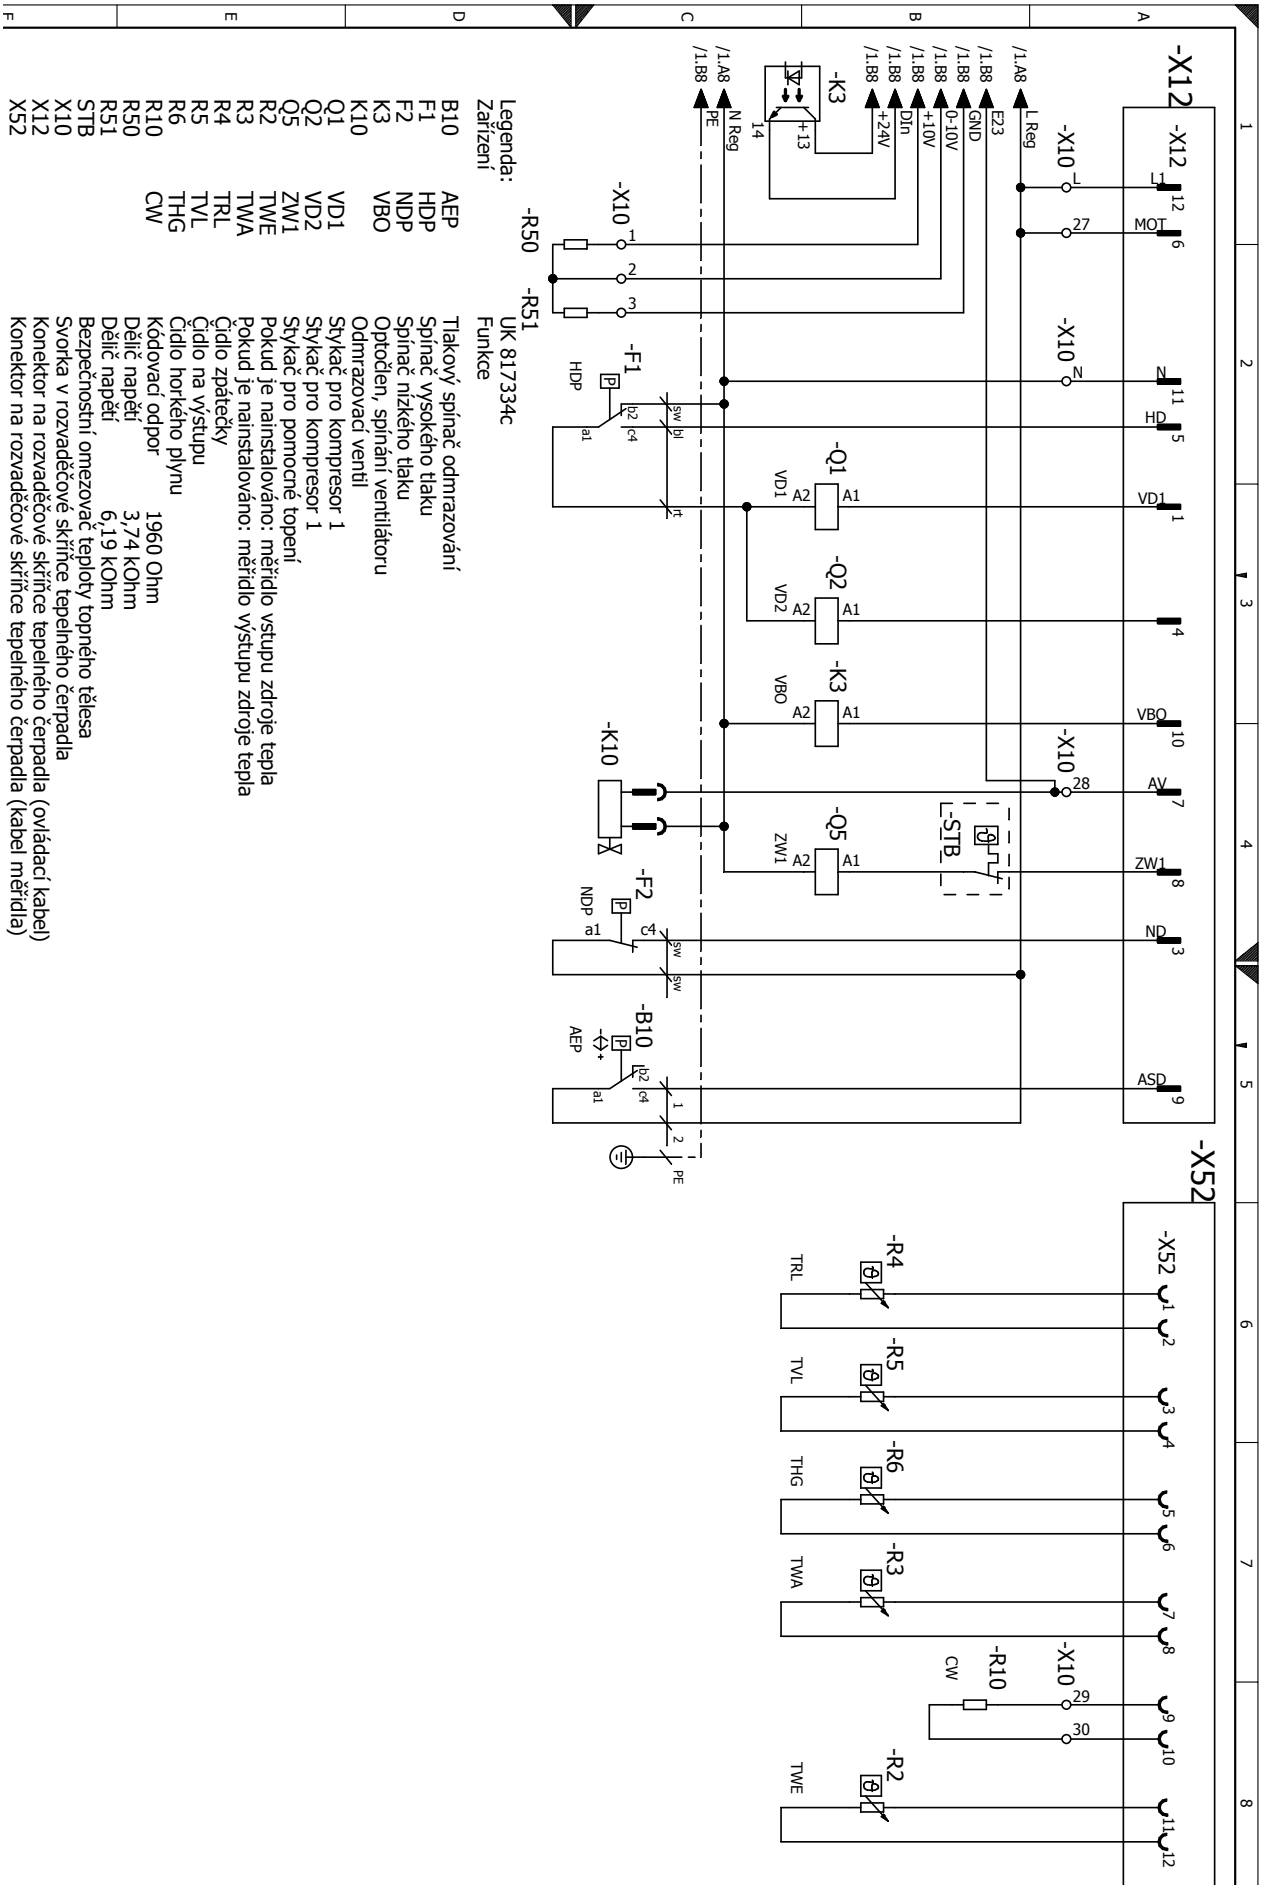 1
2
3
4
5
6
7
8
A
B
C
D
E
F
-X12
-X12
L1
12
MOT
6
N
11
HD
5
VD1
1
4
VBO
10
AV
7
ZW1
8
ND
3
ASD
9
-X52
-X52
1
2
3
4
5
6
7
8
9
10
11
12
-X10
L
27
-X10
N
-X10
28
-X10
29
30
/1.A8
L Reg
/1.B8
E23
/1.B8
GND
/1.B8
0-10V
/1.B8
+10V
/1.B8
DIn
/1.B8
+24V
/1.A8
N Reg
/1.B8
PE
-K3
+13
14
-X10
1
2
3
-R50
-R51
-F1
HDP
P
b2
c4
a1
sw
bl
rt
-Q1
VD1
A2
A1
-Q2
VD2
A2
A1
-K3
VBO
A2
A1
-K10
-Q5
ZW1
A2
A1
-STB
-F2
NDP
P
a1
c4
sw
sw
-B10
AEP
P
-
+
b2
c4
a1
1
2
PE
-R4
TRL
-R5
TVL
-R6
THG
-R3
TWA
-R10
CW
-R2
TWE
UK 817334c
Legenda:
Zařízení Funkce
B10 AEP Tlakový spínač odmrazování
F1 HDP Spínač vysokého tlaku
F2 NDP Spínač nízkého tlaku
K3 VBO Optočlen, spínání ventilátoru
K10 Odmrazovací ventil
Q1 VD1 Stykač pro kompresor 1
Q2 VD2 Stykač pro kompresor 1
Q5 ZW1 Stykač pro pomocné topení
R2 TWE Pokud je nainstalováno: měřidlo vstupu zdroje tepla
R3 TWA Pokud je nainstalováno: měřidlo výstupu zdroje tepla
R4 TRL Čidlo zpátečky
R5 TVL Čidlo na výstupu
R6 THG Čidlo horkého plynu
R10 CW Kódovací odpor 1960 Ohm
R50 Dělič napětí 3,74 kOhm
R51 Dělič napětí 6,19 kOhm
STB Bezpečnostní omezovač teploty topného tělesa
X10 Svorka v rozvaděčové skříňce tepelného čerpadla
X12 Konektor na rozvaděčové skříňce tepelného čerpadla (ovládací kabel)
X52 Konektor na rozvaděčové skříňce tepelného čerpadla (kabel měřidla)